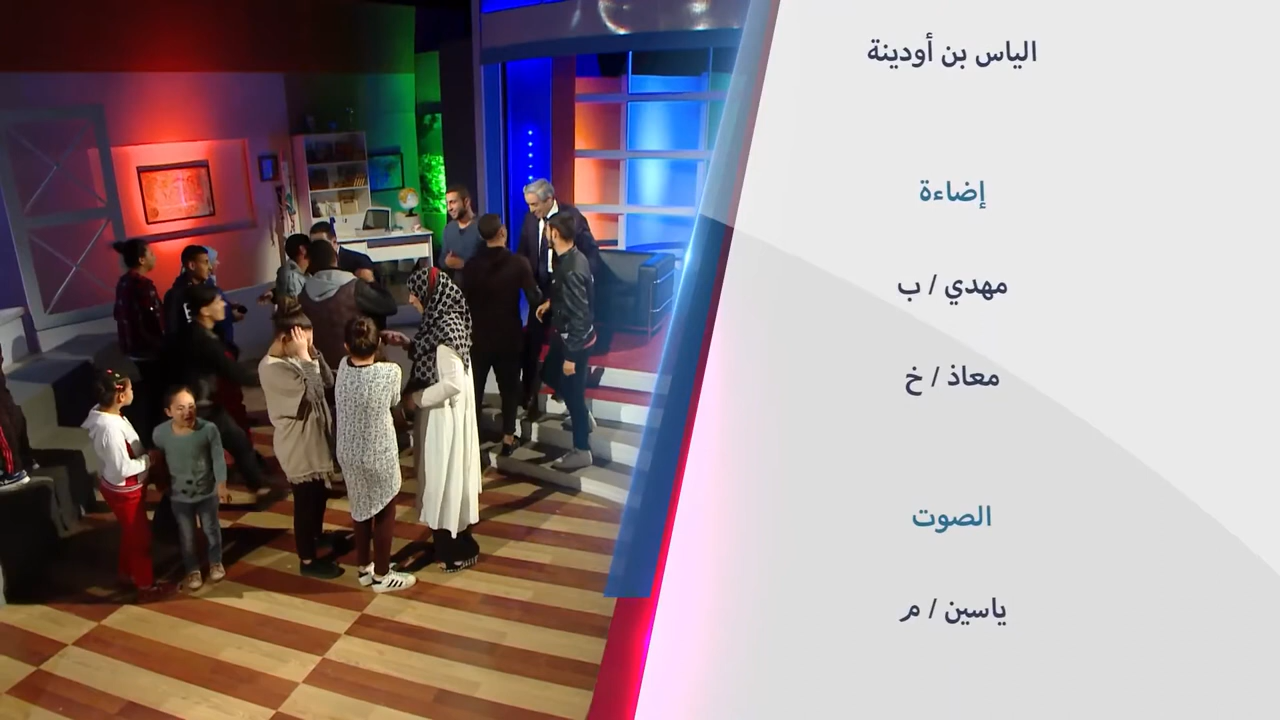 الياس بن أودينة
إضاءة
مهدي / ب
معاذ / خ
الصوت
ياسين / م